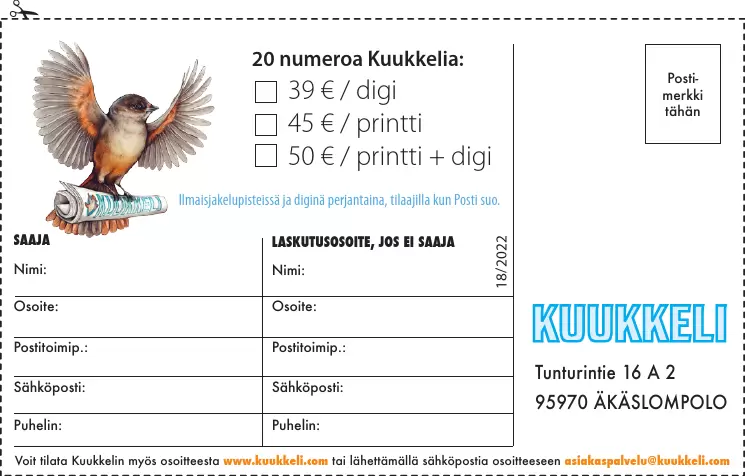 20 numeroa Kuukkelia:
39 € / digi
45 € / printti
50 € / printti + digi
Posti-
merkki
tähän
KUUKKELI
Ilmaisjakelupisteissä ja diginä perjantaina, tilaajilla kun Posti suo.
SAAJA
Nimi:
Osoite:
Postitoimip.:
Sähköposti:
Puhelin:
LASKUTUSOSOITE, JOS EI SAAJA
Nimi:
Osoite:
Postitoimip.:
Sähköposti:
Puhelin:
18/2022
KUUKKELI
Tunturintie 16 A 2
95970 ÄKÄSLOMPOLO
Voit tilata Kuukkelin myös osoitteesta www.kuukkeli.com tai lähettämällä sähköpostia osoitteeseen asiakaspalvelu@kuukkeli.com